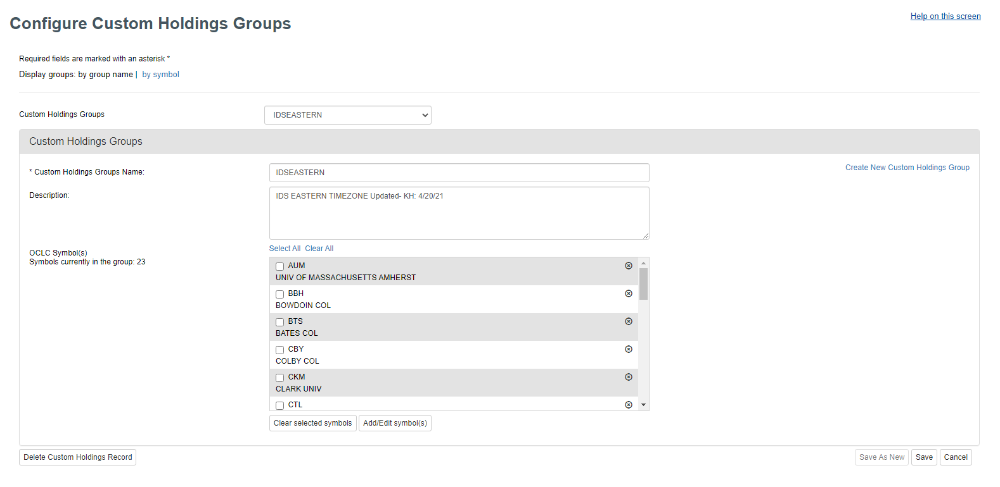 Configure Custom Holdings Groups
Help on this screen
Required fields are marked with an asterisk *
Display groups: by group name | by symbol
Custom Holdings Groups
IDSEASTERN
Custom Holdings Groups
* Custom Holdings Groups Name:
IDSEASTERN
Create New Custom Holdings Group
Description:
IDS EASTERN TIMEZONE Updated- KH: 4/20/21
Select All Clear All
OCLC Symbol(s)
Symbols currently in the group: 23
AUM
UNIV OF MASSACHUSETTS AMHERST
BBH
BOWDOIN COL
BTS
BATES COL
CBY
COLBY COL
CKM
CLARK UNIV
CTL
Clear selected symbols Add/Edit symbol(s)
Delete Custom Holdings Record
Save As New Save Cancel